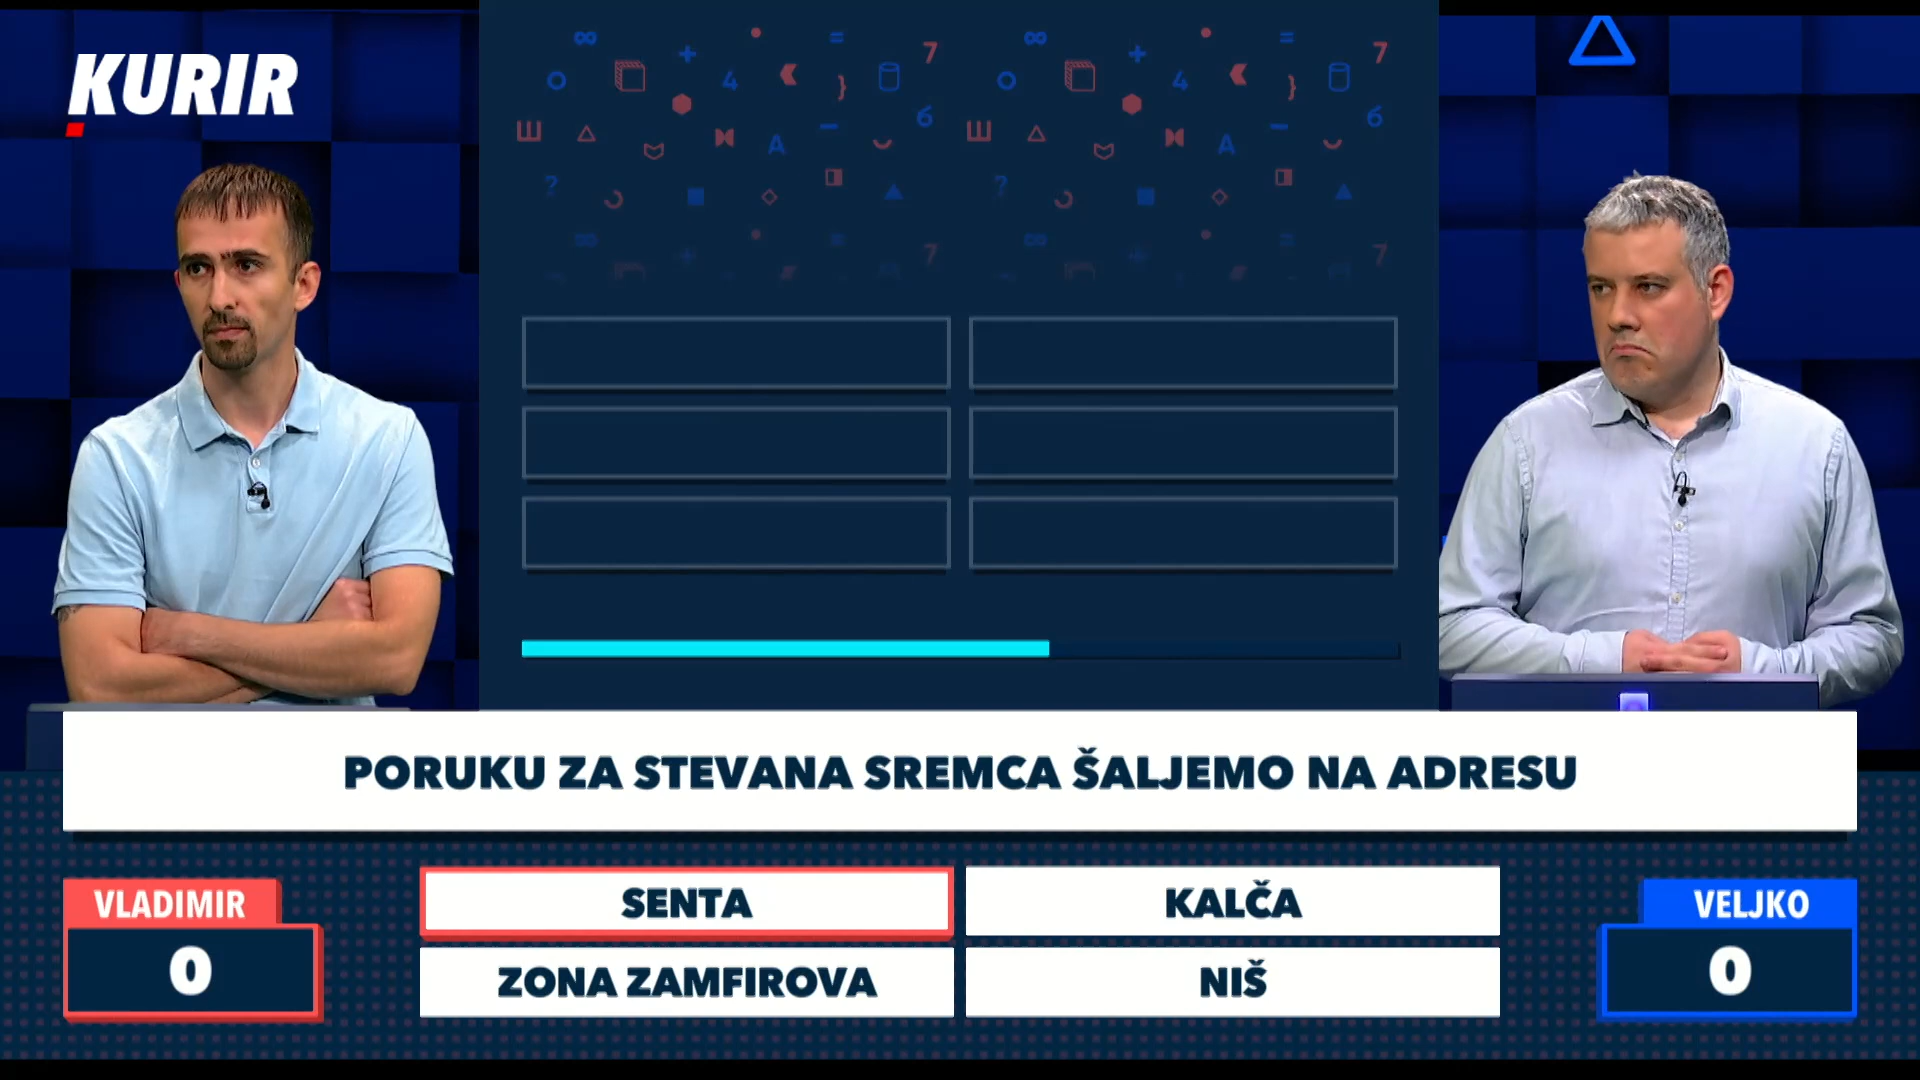 KURIR
PORUKU ZA STEVANA SREMCA ŠALJEMO NA ADRESU
VLADIMIR
0
SENTA
KALČA
ZONA ZAMFIROVA
NIŠ
VELJKO
0